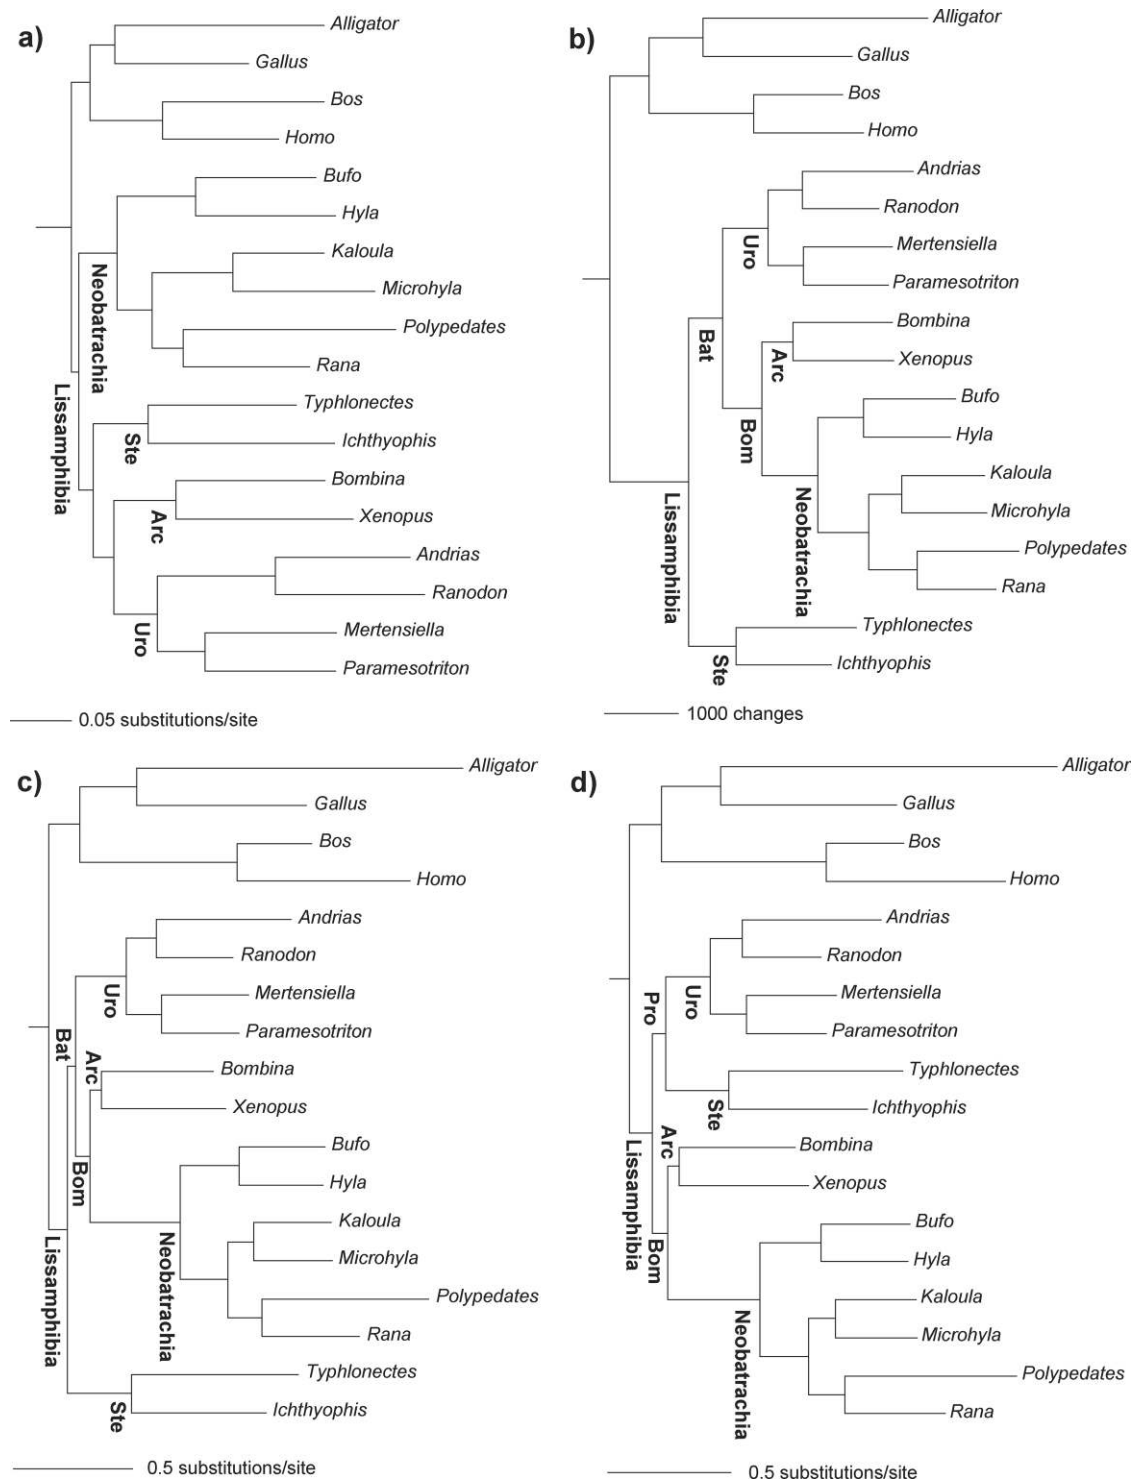 a)
Alligator
Gallus
Bos
Homo
Bufo
Hyla
Kaloula
Microhyla
Polypedates
Rana
Typhlonectes
Ichthyophis
Bombina
Xenopus
Andrias
Ranodon
Mertensiella
Paramesotriton
Neobatrachia
Lissamphibia
Ste
Arc
Uro
0.05 substitutions/site
b)
Alligator
Gallus
Bos
Homo
Andrias
Ranodon
Mertensiella
Paramesotriton
Bombina
Xenopus
Bufo
Hyla
Kaloula
Microhyla
Polypedates
Rana
Typhlonectes
Ichthyophis
Uro
Bat
Arc
Bom
Neobatrachia
Lissamphibia
Ste
1000 changes
c)
Alligator
Gallus
Bos
Homo
Andrias
Ranodon
Mertensiella
Paramesotriton
Bombina
Xenopus
Bufo
Hyla
Kaloula
Microhyla
Polypedates
Rana
Typhlonectes
Ichthyophis
Uro
Bat
Arc
Bom
Neobatrachia
Lissamphibia
Ste
0.5 substitutions/site
d)
Alligator
Gallus
Bos
Homo
Andrias
Ranodon
Mertensiella
Paramesotriton
Typhlonectes
Ichthyophis
Bombina
Xenopus
Bufo
Hyla
Kaloula
Microhyla
Polypedates
Rana
Pro
Uro
Ste
Arc
Lissamphibia
Bom
Neobatrachia
0.5 substitutions/site